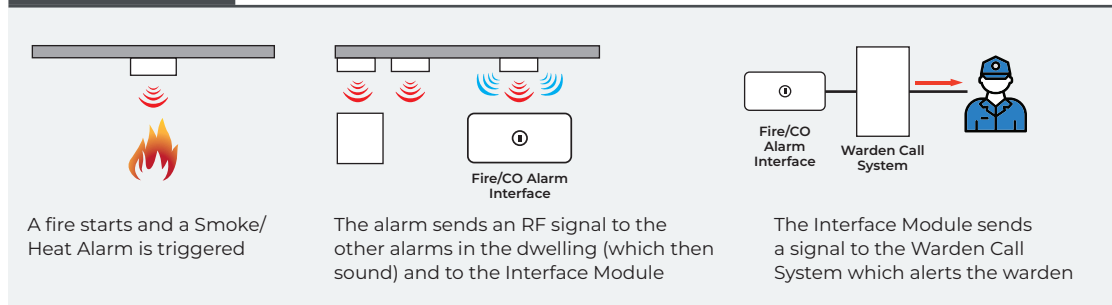 Fire/CO Alarm
Interface
Fire/CO
Alarm
Interface
Warden Call
System
A fire starts and a Smoke/
Heat Alarm is triggered
The alarm sends an RF signal to the
other alarms in the dwelling (which then
sound) and to the Interface Module
The Interface Module sends
a signal to the Warden Call
System which alerts the warden